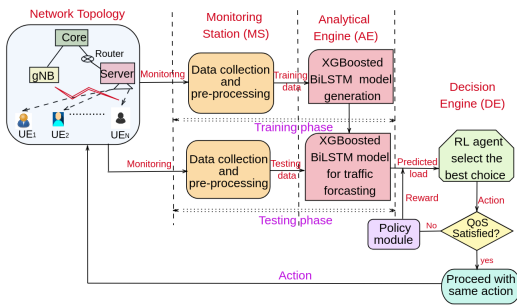 Network Topology
Monitoring
Station (MS)
Analytical
Engine (AE)
Core
Router
gNB
Server
UE1
UE2
UEN
Monitoring
Data collection
and pre-processing
Training
data
XGBoosted
BiLSTM model
generation
Training phase
Decision
Engine (DE)
Monitoring
Data collection
and pre-processing
Testing
data
XGBoosted
BiLSTM model
for traffic
forcasting
Predicted
load
RL agent
select the
best choice
Reward
Action
Testing phase
Policy
module
No
QoS
Satisfied?
yes
Action
Proceed with
same action